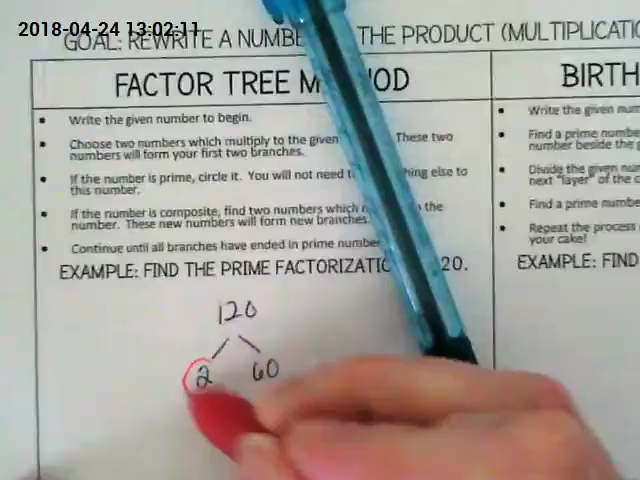 2018-04-24 13:02:11
GOAL: REWRITE A NUMBE THE PRODUCT (MULTIPLICATIO
FACTOR TREE M OD
• Write the given number to begin.
• Choose two numbers which multiply to the given These two
numbers will form your first two branches.
• If the number is prime, circle it. You will not need t hing else to
this number.
• If the number is composite, find two numbers which the
number. These new numbers will form new branches
• Continue until all branches have ended in prime number
EXAMPLE: FIND THE PRIME FACTORIZATIO 20.
120
2 60
BIRTH
• Write the given num
• Find a prime numbe
number beside the
• Divide the given nu
next "layer" of the c
• Find a prime numbe
• Repeat the process
your cake!
EXAMPLE: FIND